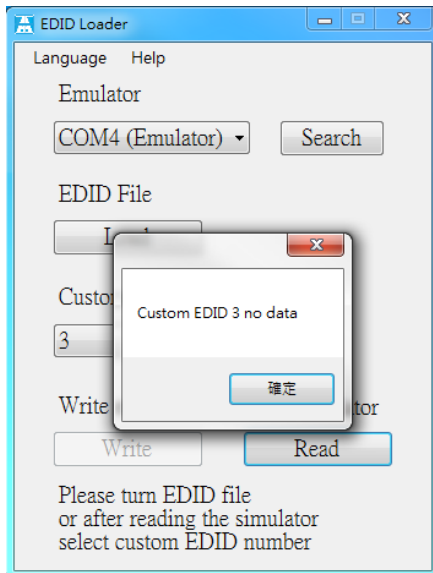 EDID Loader
Language Help
Emulator
COM4 (Emulator)
Search
EDID File
Custom EDID 3 no data
3
確定
Write
Write
Read
Please turn EDID file
or after reading the simulator
select custom EDID number